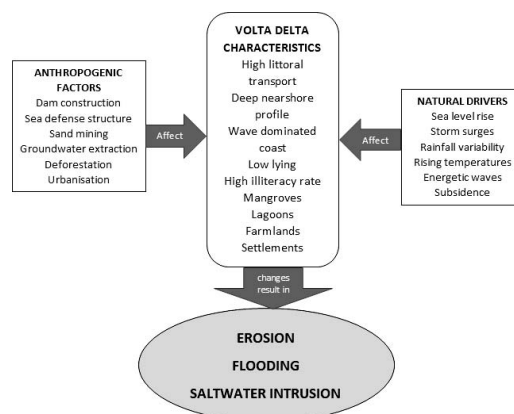 ANTHROPOGENIC
FACTORS
Dam construction
Sea defense structure
Sand mining
Groundwater extraction
Deforestation
Urbanisation
Affect
VOLTA DELTA
CHARACTERISTICS
High littoral
transport
Deep nearshore
profile
Wave dominated
coast
Low lying
High illiteracy rate
Mangroves
Lagoons
Farmlands
Settlements
Affect
NATURAL DRIVERS
Sea level rise
Storm surges
Rainfall variability
Rising temperatures
Energetic waves
Subsidence
changes
result in
EROSION
FLOODING
SALTWATER INTRUSION